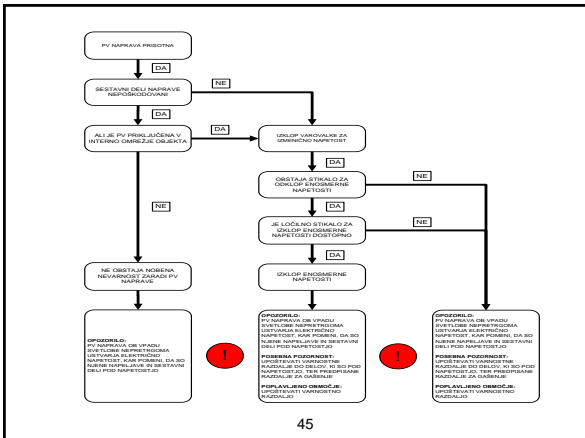 PV NAPRAVA PRISOTNA
DA
SESTAVNI DELI NAPRAVE
NEPOŠKODOVANI
NE
DA
ALI JE PV PRIKLJUČENA V
INTERNO OMREŽJE OBJEKTA
DA
IZKLOP VAROVALKE ZA
IZMENIČNO NAPETOST
DA
OBSTAJA STIKALO ZA
ODKLOP ENOSMERNE
NAPETOSTI
NE
DA
NE
JE LOČILNO STIKALO ZA
IZKLOP ENOSMERNE
NAPETOSTI DOSTOPNO
NE
DA
NE OBSTAJA NOBENA
NEVARNOST ZARADI PV
NAPRAVE
IZKLOP ENOSMERNE
NAPETOSTI
OPOZORILO:
PV NAPRAVA OB VPADU
SVETLOBE NEPRETRGOMA
USTVARJA ELEKTRIČNO
NAPETOST, KAR POMENI, DA SO
NJENE NAPELJAVE IN SESTAVNI
DELI POD NAPETOSTJO
!
OPOZORILO:
PV NAPRAVA OB VPADU
SVETLOBE NEPRETRGOMA
USTVARJA ELEKTRIČNO
NAPETOST, KAR POMENI, DA SO
NJENE NAPELJAVE IN SESTAVNI
DELI POD NAPETOSTJO
POSEBNA POZORNOST:
UPOŠTEVATI VARNOSTNE
RAZDALJE DO DELOV, KI SO POD
NAPETOSTJO, TER PREDPISANE
RAZDALJE ZA GAŠENJE
POPLAVLJENO OBMOČJE:
UPOŠTEVATI VARNOSTNO
RAZDALJO
!
OPOZORILO:
PV NAPRAVA OB VPADU
SVETLOBE NEPRETRGOMA
USTVARJA ELEKTRIČNO
NAPETOST, KAR POMENI, DA SO
NJENE NAPELJAVE IN SESTAVNI
DELI POD NAPETOSTJO
POSEBNA POZORNOST:
UPOŠTEVATI VARNOSTNE
RAZDALJE DO DELOV, KI SO POD
NAPETOSTJO, TER PREDPISANE
RAZDALJE ZA GAŠENJE
POPLAVLJENO OBMOČJE:
UPOŠTEVATI VARNOSTNO
RAZDALJO
45